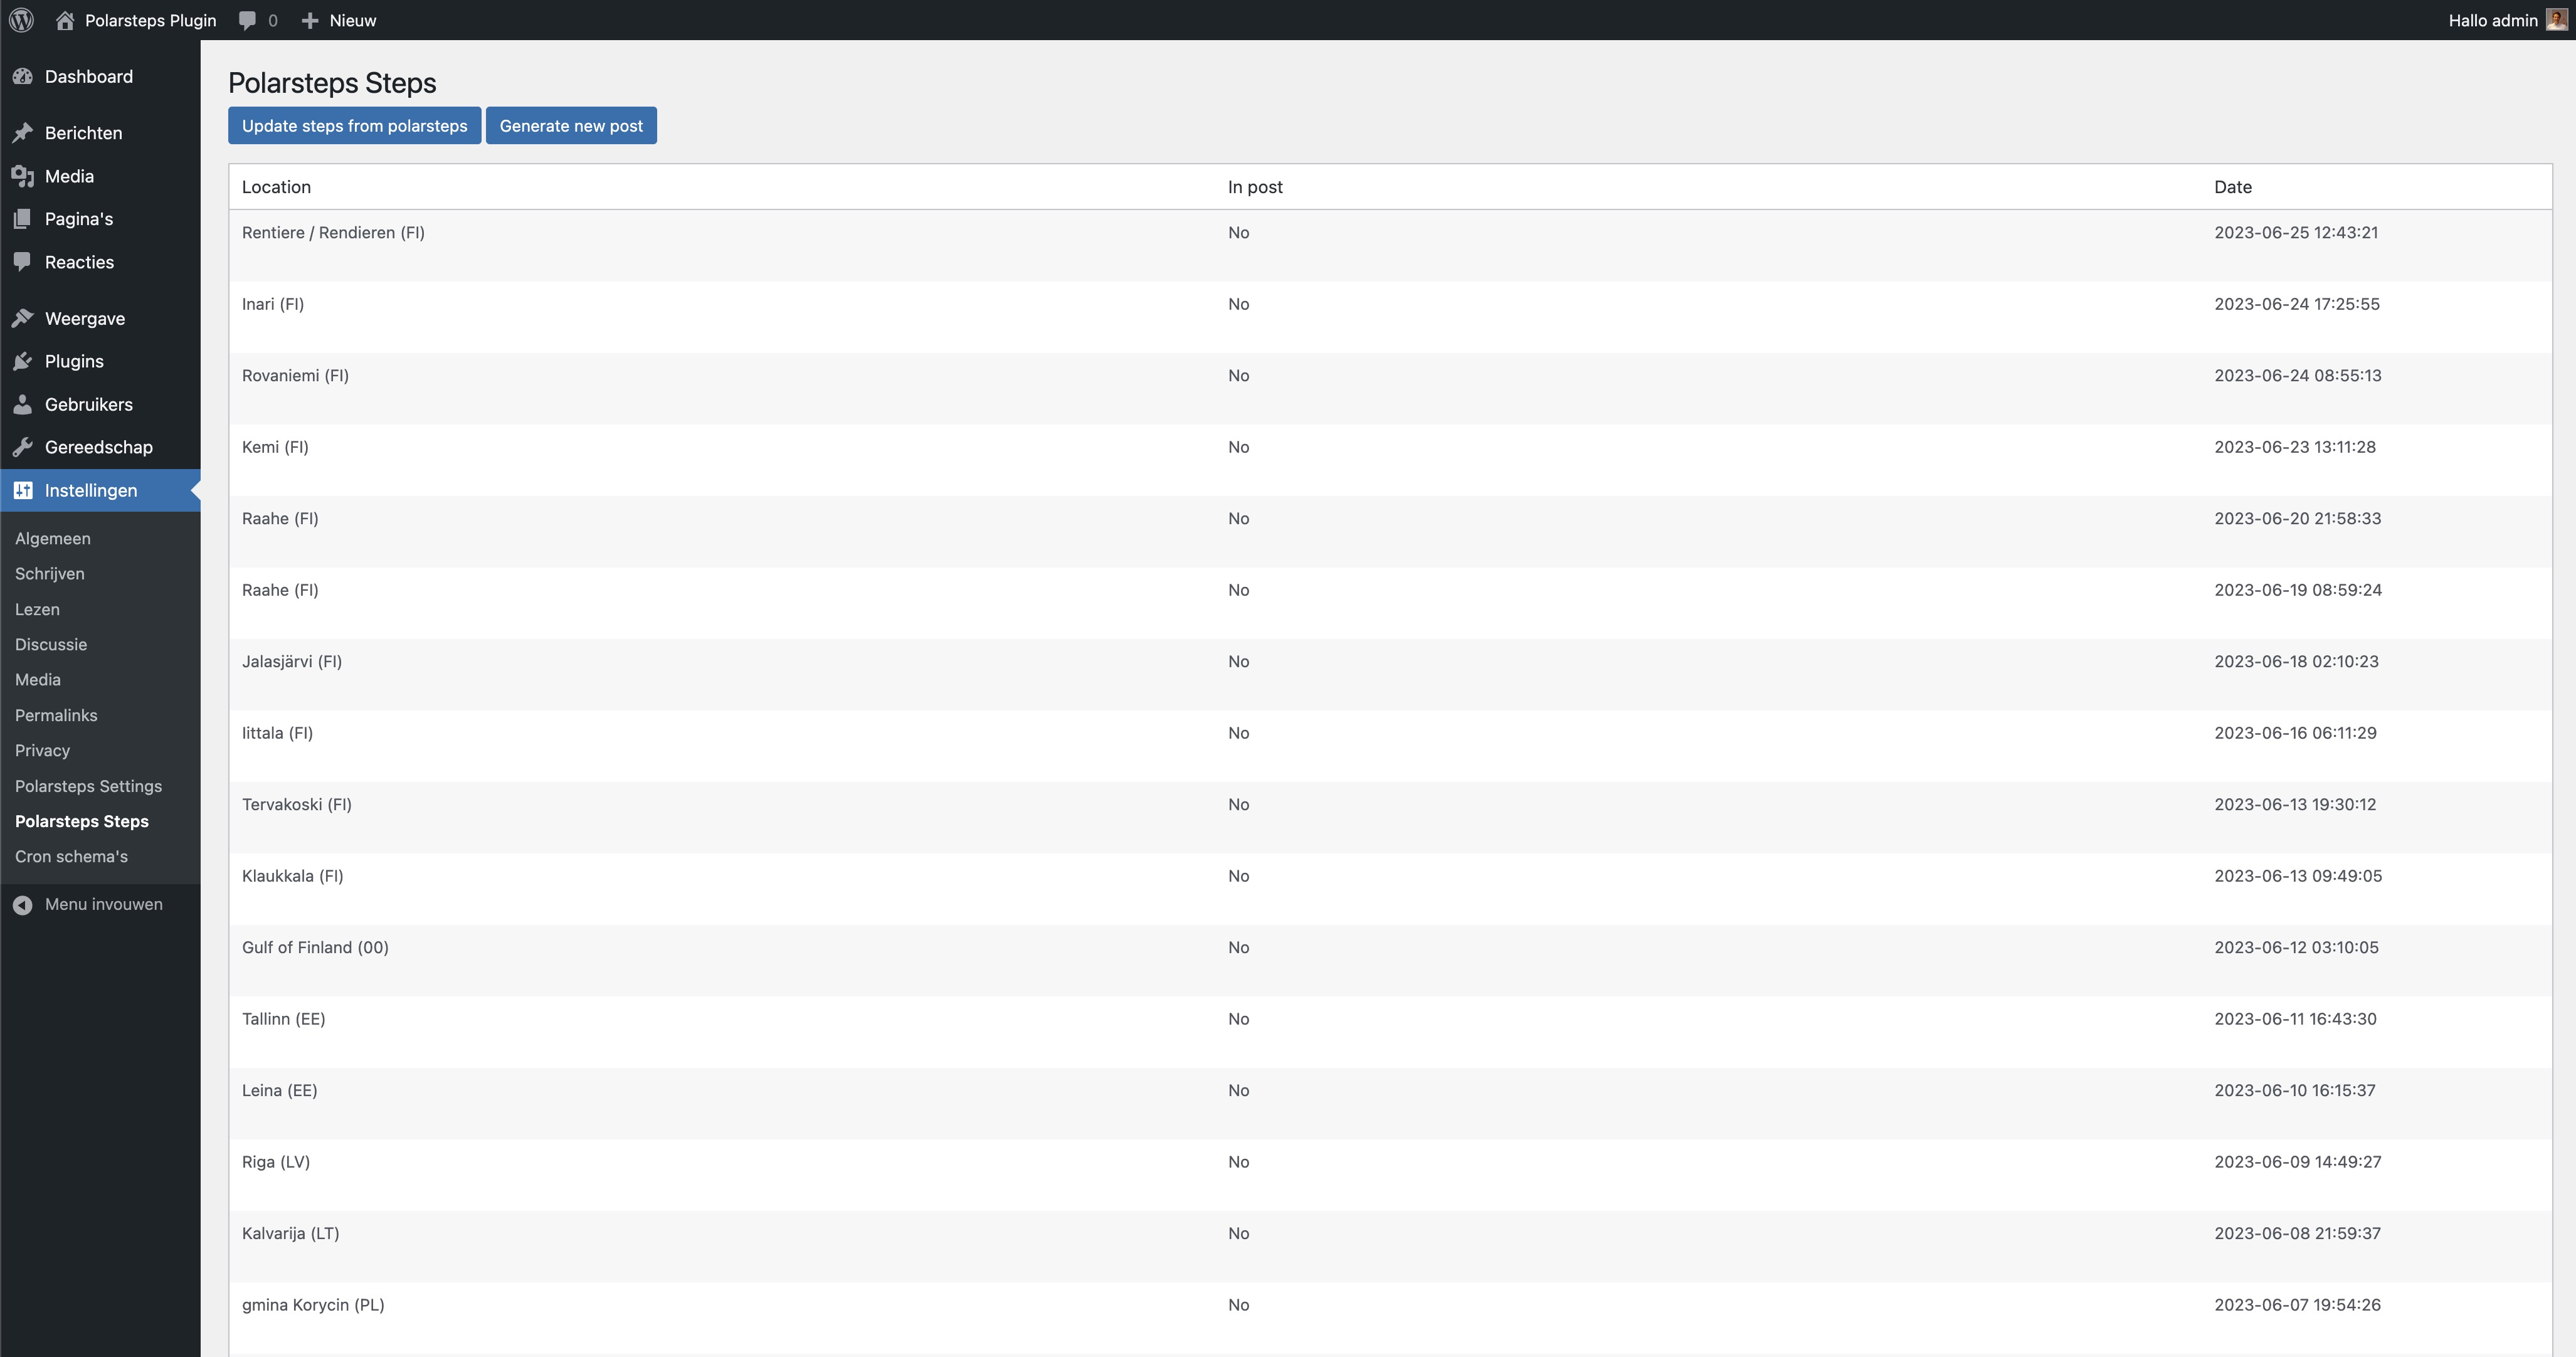 Polarsteps Plugin 0 Nieuw Hallo admin
Dashboard
Berichten
Media
Pagina's
Reacties
Weergave
Plugins
Gebruikers
Gereedschap
Instellingen
Algemeen
Schrijven
Lezen
Discussie
Media
Permalinks
Privacy
Polarsteps Settings
Polarsteps Steps
Cron schema's
Menu invouwen
Polarsteps Steps
Update steps from polarsteps Generate new post
Location In post Date
Rentiere / Rendieren (FI) No 2023-06-25 12:43:21
Inari (FI) No 2023-06-24 17:25:55
Rovaniemi (FI) No 2023-06-24 08:55:13
Kemi (FI) No 2023-06-23 13:11:28
Raahe (FI) No 2023-06-20 21:58:33
Raahe (FI) No 2023-06-19 08:59:24
Jalasjärvi (FI) No 2023-06-18 02:10:23
Iittala (FI) No 2023-06-16 06:11:29
Tervakoski (FI) No 2023-06-13 19:30:12
Klaukkala (FI) No 2023-06-13 09:49:05
Gulf of Finland (00) No 2023-06-12 03:10:05
Tallinn (EE) No 2023-06-11 16:43:30
Leina (EE) No 2023-06-10 16:15:37
Riga (LV) No 2023-06-09 14:49:27
Kalvarija (LT) No 2023-06-08 21:59:37
gmina Korycin (PL) No 2023-06-07 19:54:26